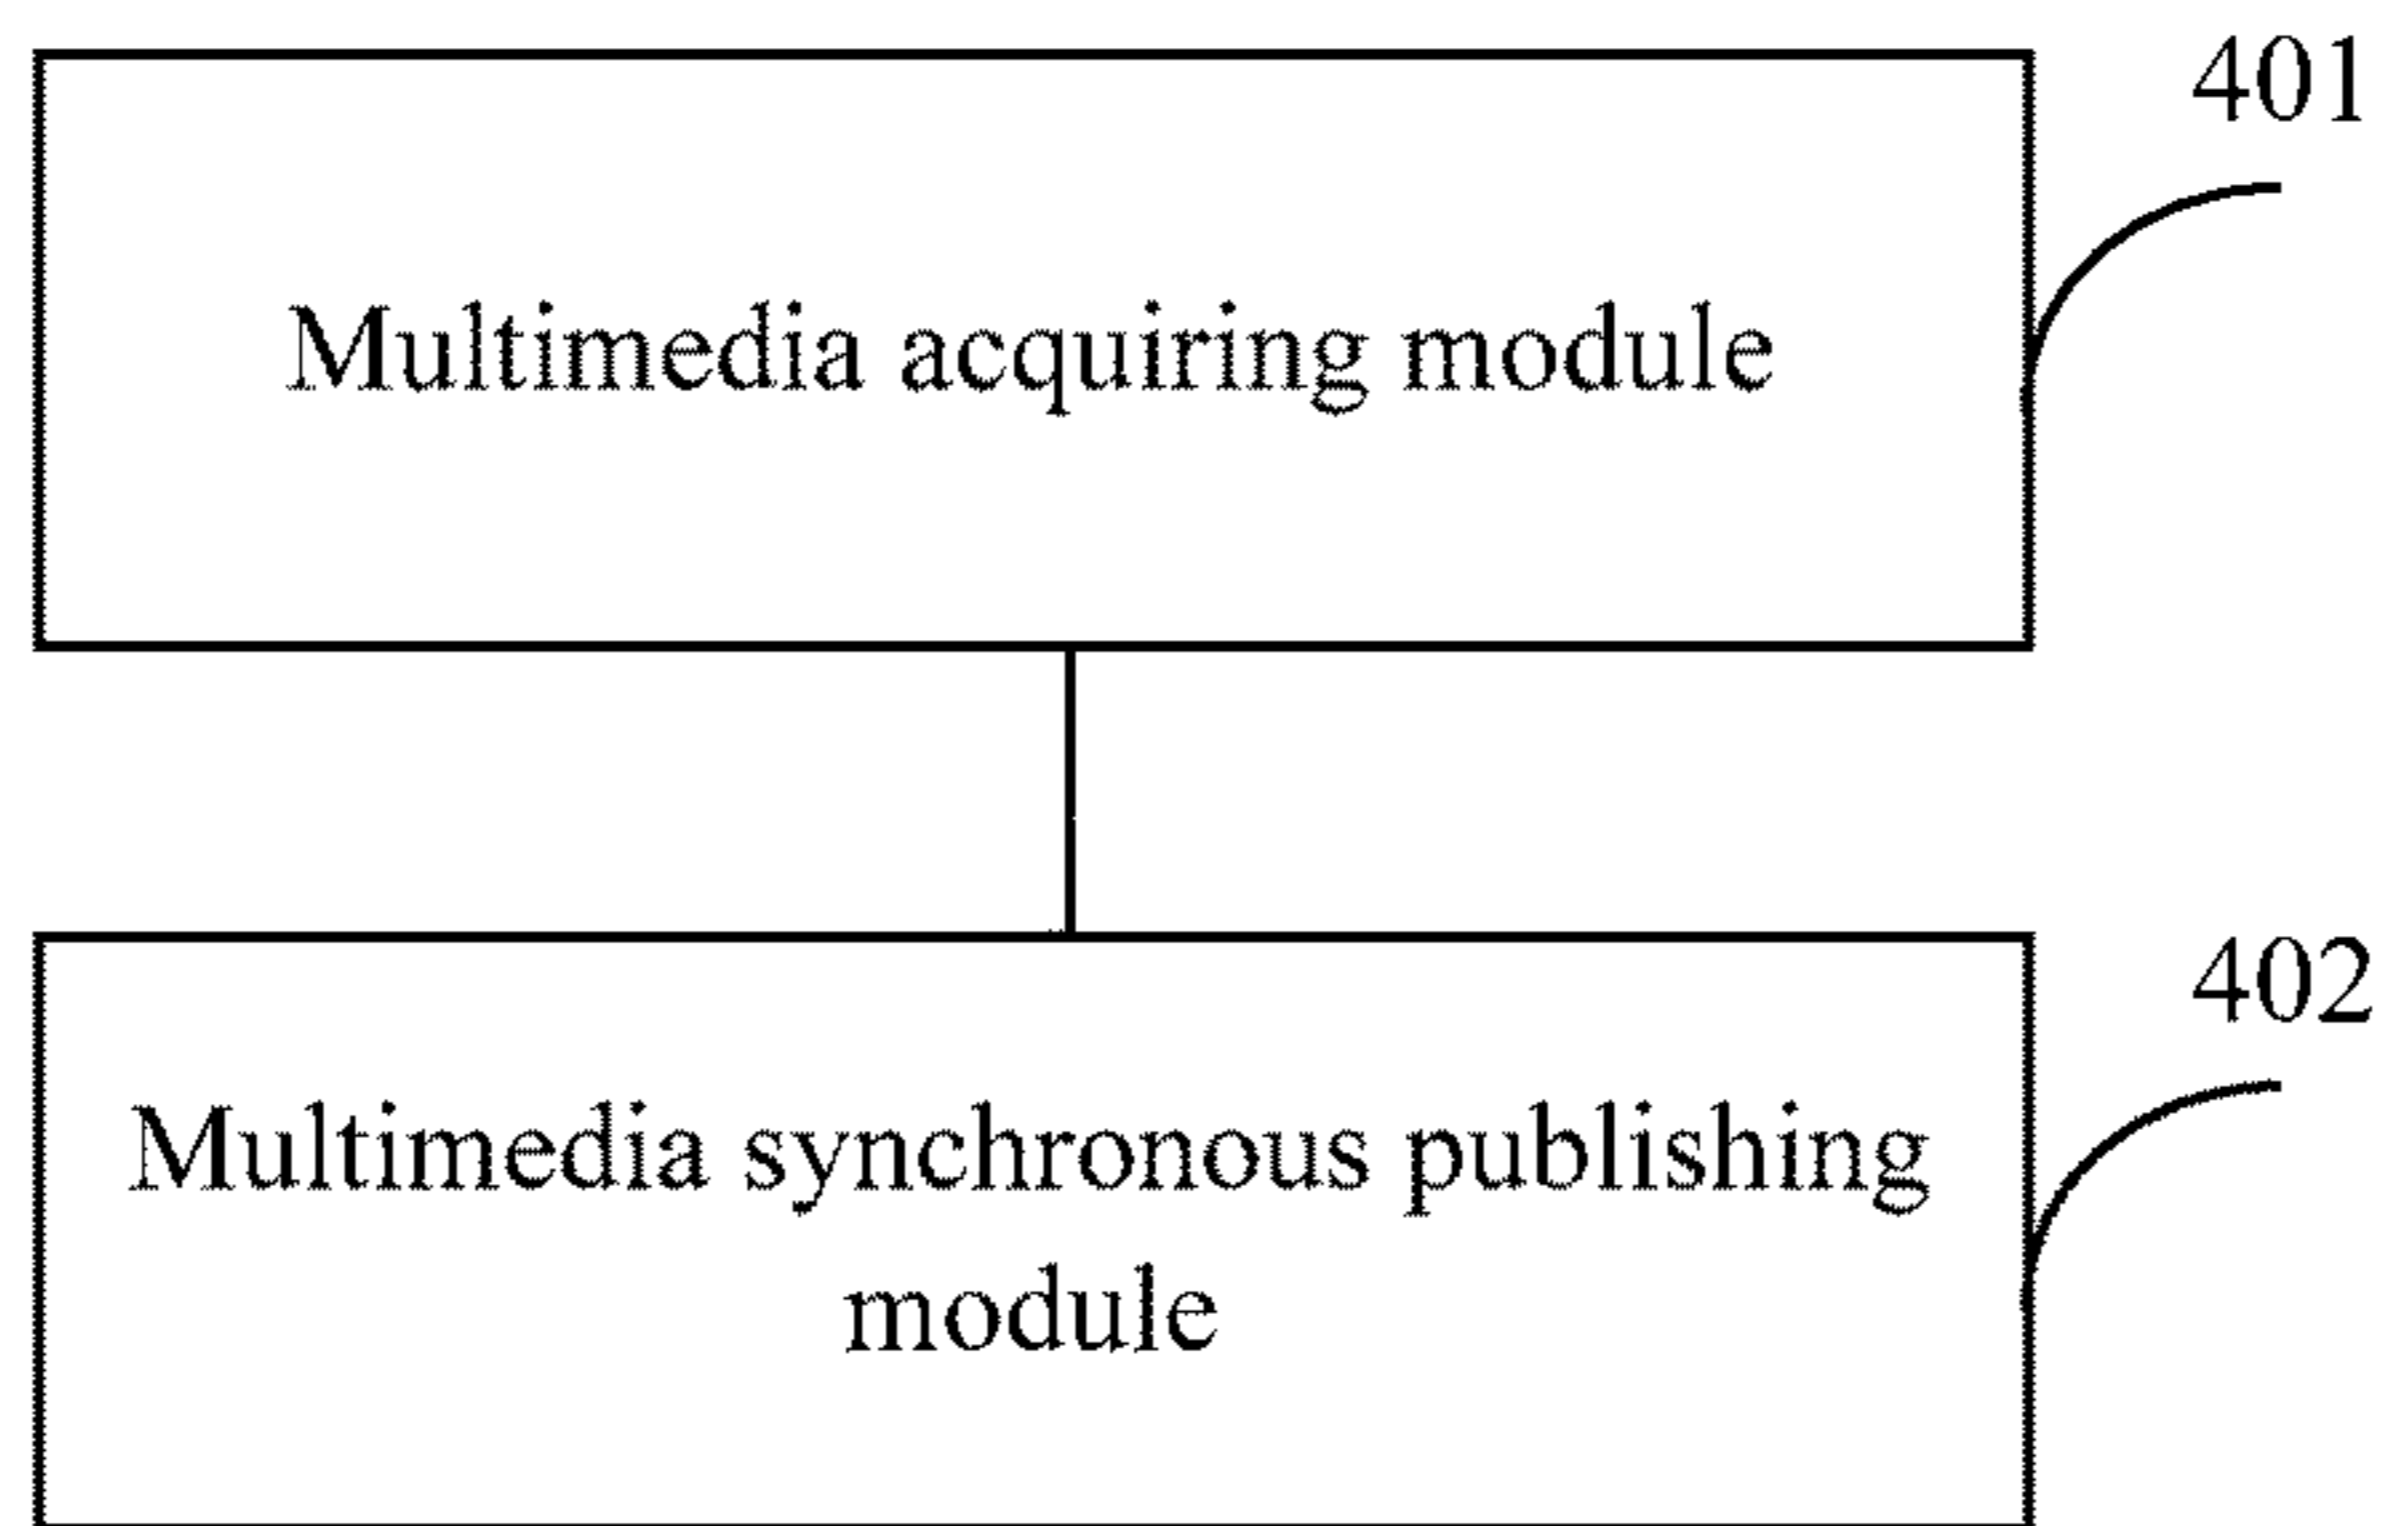 401
Multimedia acquiring module
402
Multimedia synchronous publishing
module